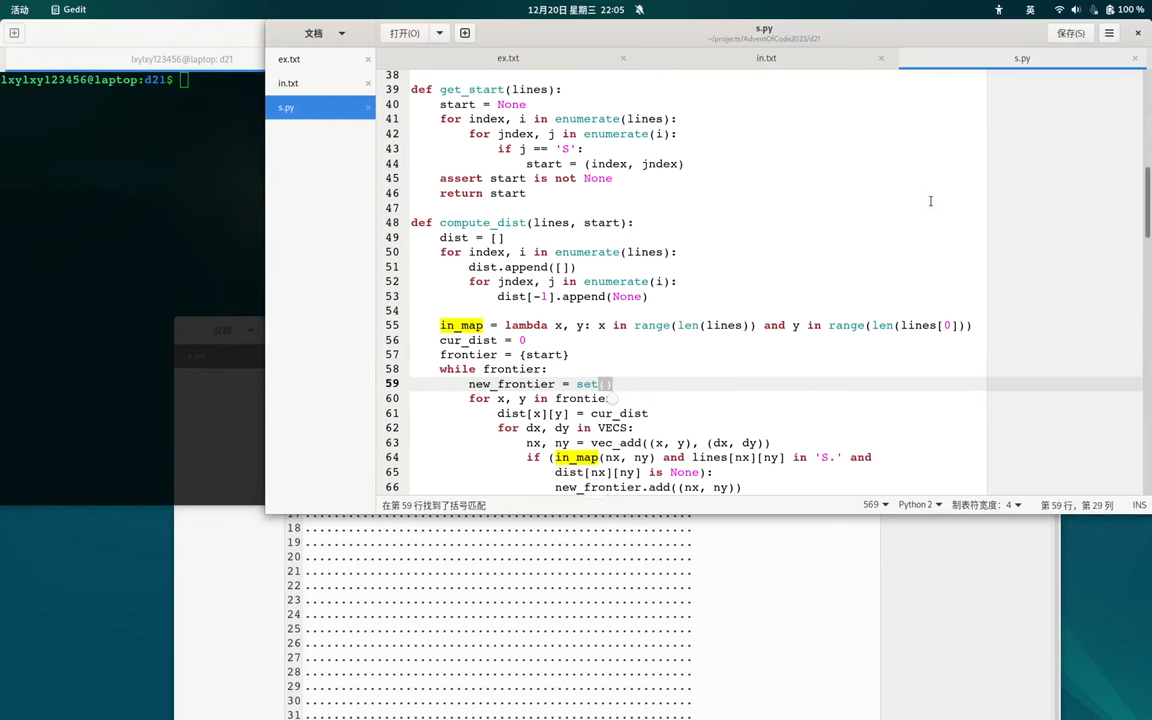 活动
Gedit
12月20日 星期三 22:05
英
100 %
文档
打开(O)
s.py
~/projects/AdventOfCode2023/d21
保存(S)
lxylxy123456@laptop: d21
ex.txt
in.txt
s.py
ex.txt
in.txt
s.py
lxylxy123456@laptop:d21$
38
39 def get_start(lines):
40     start = None
41     for index, i in enumerate(lines):
42         for jndex, j in enumerate(i):
43             if j == 'S':
44                 start = (index, jndex)
45     assert start is not None
46     return start
47
48 def compute_dist(lines, start):
49     dist = []
50     for index, i in enumerate(lines):
51         dist.append([])
52         for jndex, j in enumerate(i):
53             dist[-1].append(None)
54
55     in_map = lambda x, y: x in range(len(lines)) and y in range(len(lines[0]))
56     cur_dist = 0
57     frontier = {start}
58     while frontier:
59         new_frontier = set()
60         for x, y in frontier
61             dist[x][y] = cur_dist
62             for dx, dy in VECS:
63                 nx, ny = vec_add((x, y), (dx, dy))
64                 if (in_map(nx, ny) and lines[nx][ny] in 'S.' and
65                     dist[nx][ny] is None):
66                     new_frontier.add((nx, ny))
文档
s.py
在第 59 行找到了括号匹配
569
Python 2
制表符宽度：4
第 59 行，第 29 列
INS
17
18 ......................................................
19 ......................................................
20 ......................................................
21 ......................................................
22 ......................................................
23 ......................................................
24 ......................................................
25 ......................................................
26 ......................................................
27 ......................................................
28 ......................................................
29 ......................................................
30 ......................................................
31 ......................................................